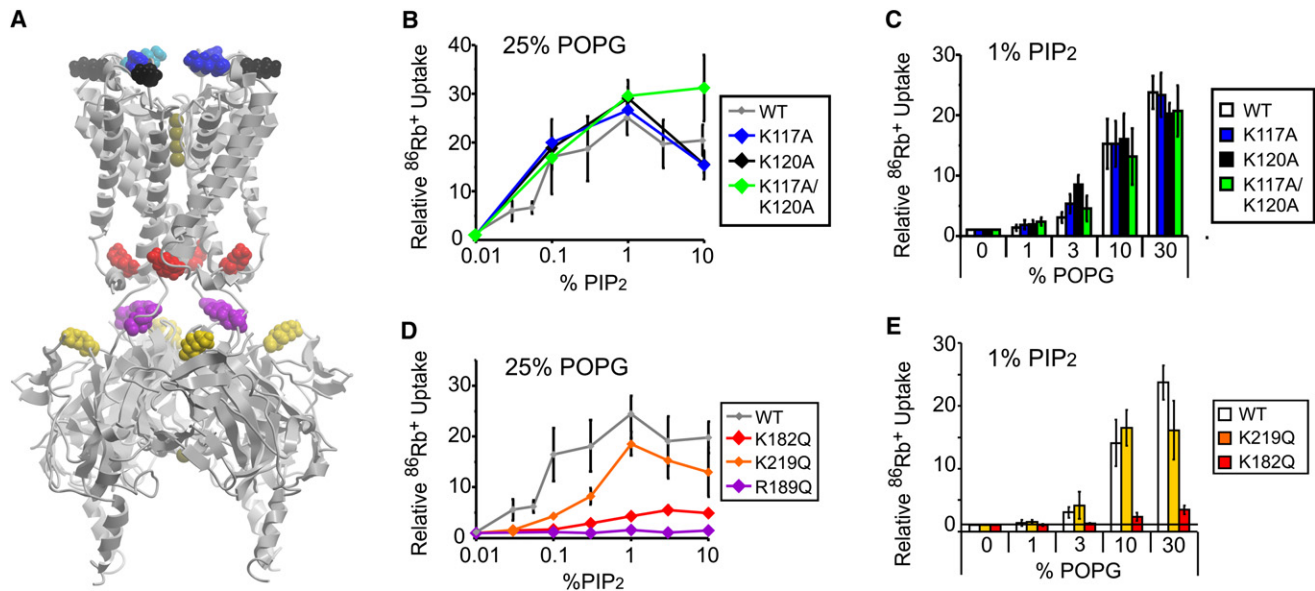 A
B
25% POPG
Relative ⁸⁶Rb⁺ Uptake
40
30
20
10
0
0.01
0.1
1
10
% PIP₂
WT
K117A
K120A
K117A/
K120A
C
1% PIP₂
Relative ⁸⁶Rb⁺ Uptake
30
20
10
0
0
1
3
10
30
% POPG
WT
K117A
K120A
K117A/
K120A
D
25% POPG
Relative ⁸⁶Rb⁺ Uptake
30
20
10
0
0.01
0.1
1
10
%PIP₂
WT
K182Q
K219Q
R189Q
E
1% PIP₂
Relative ⁸⁶Rb⁺ Uptake
30
20
10
0
0
1
3
10
30
% POPG
WT
K219Q
K182Q